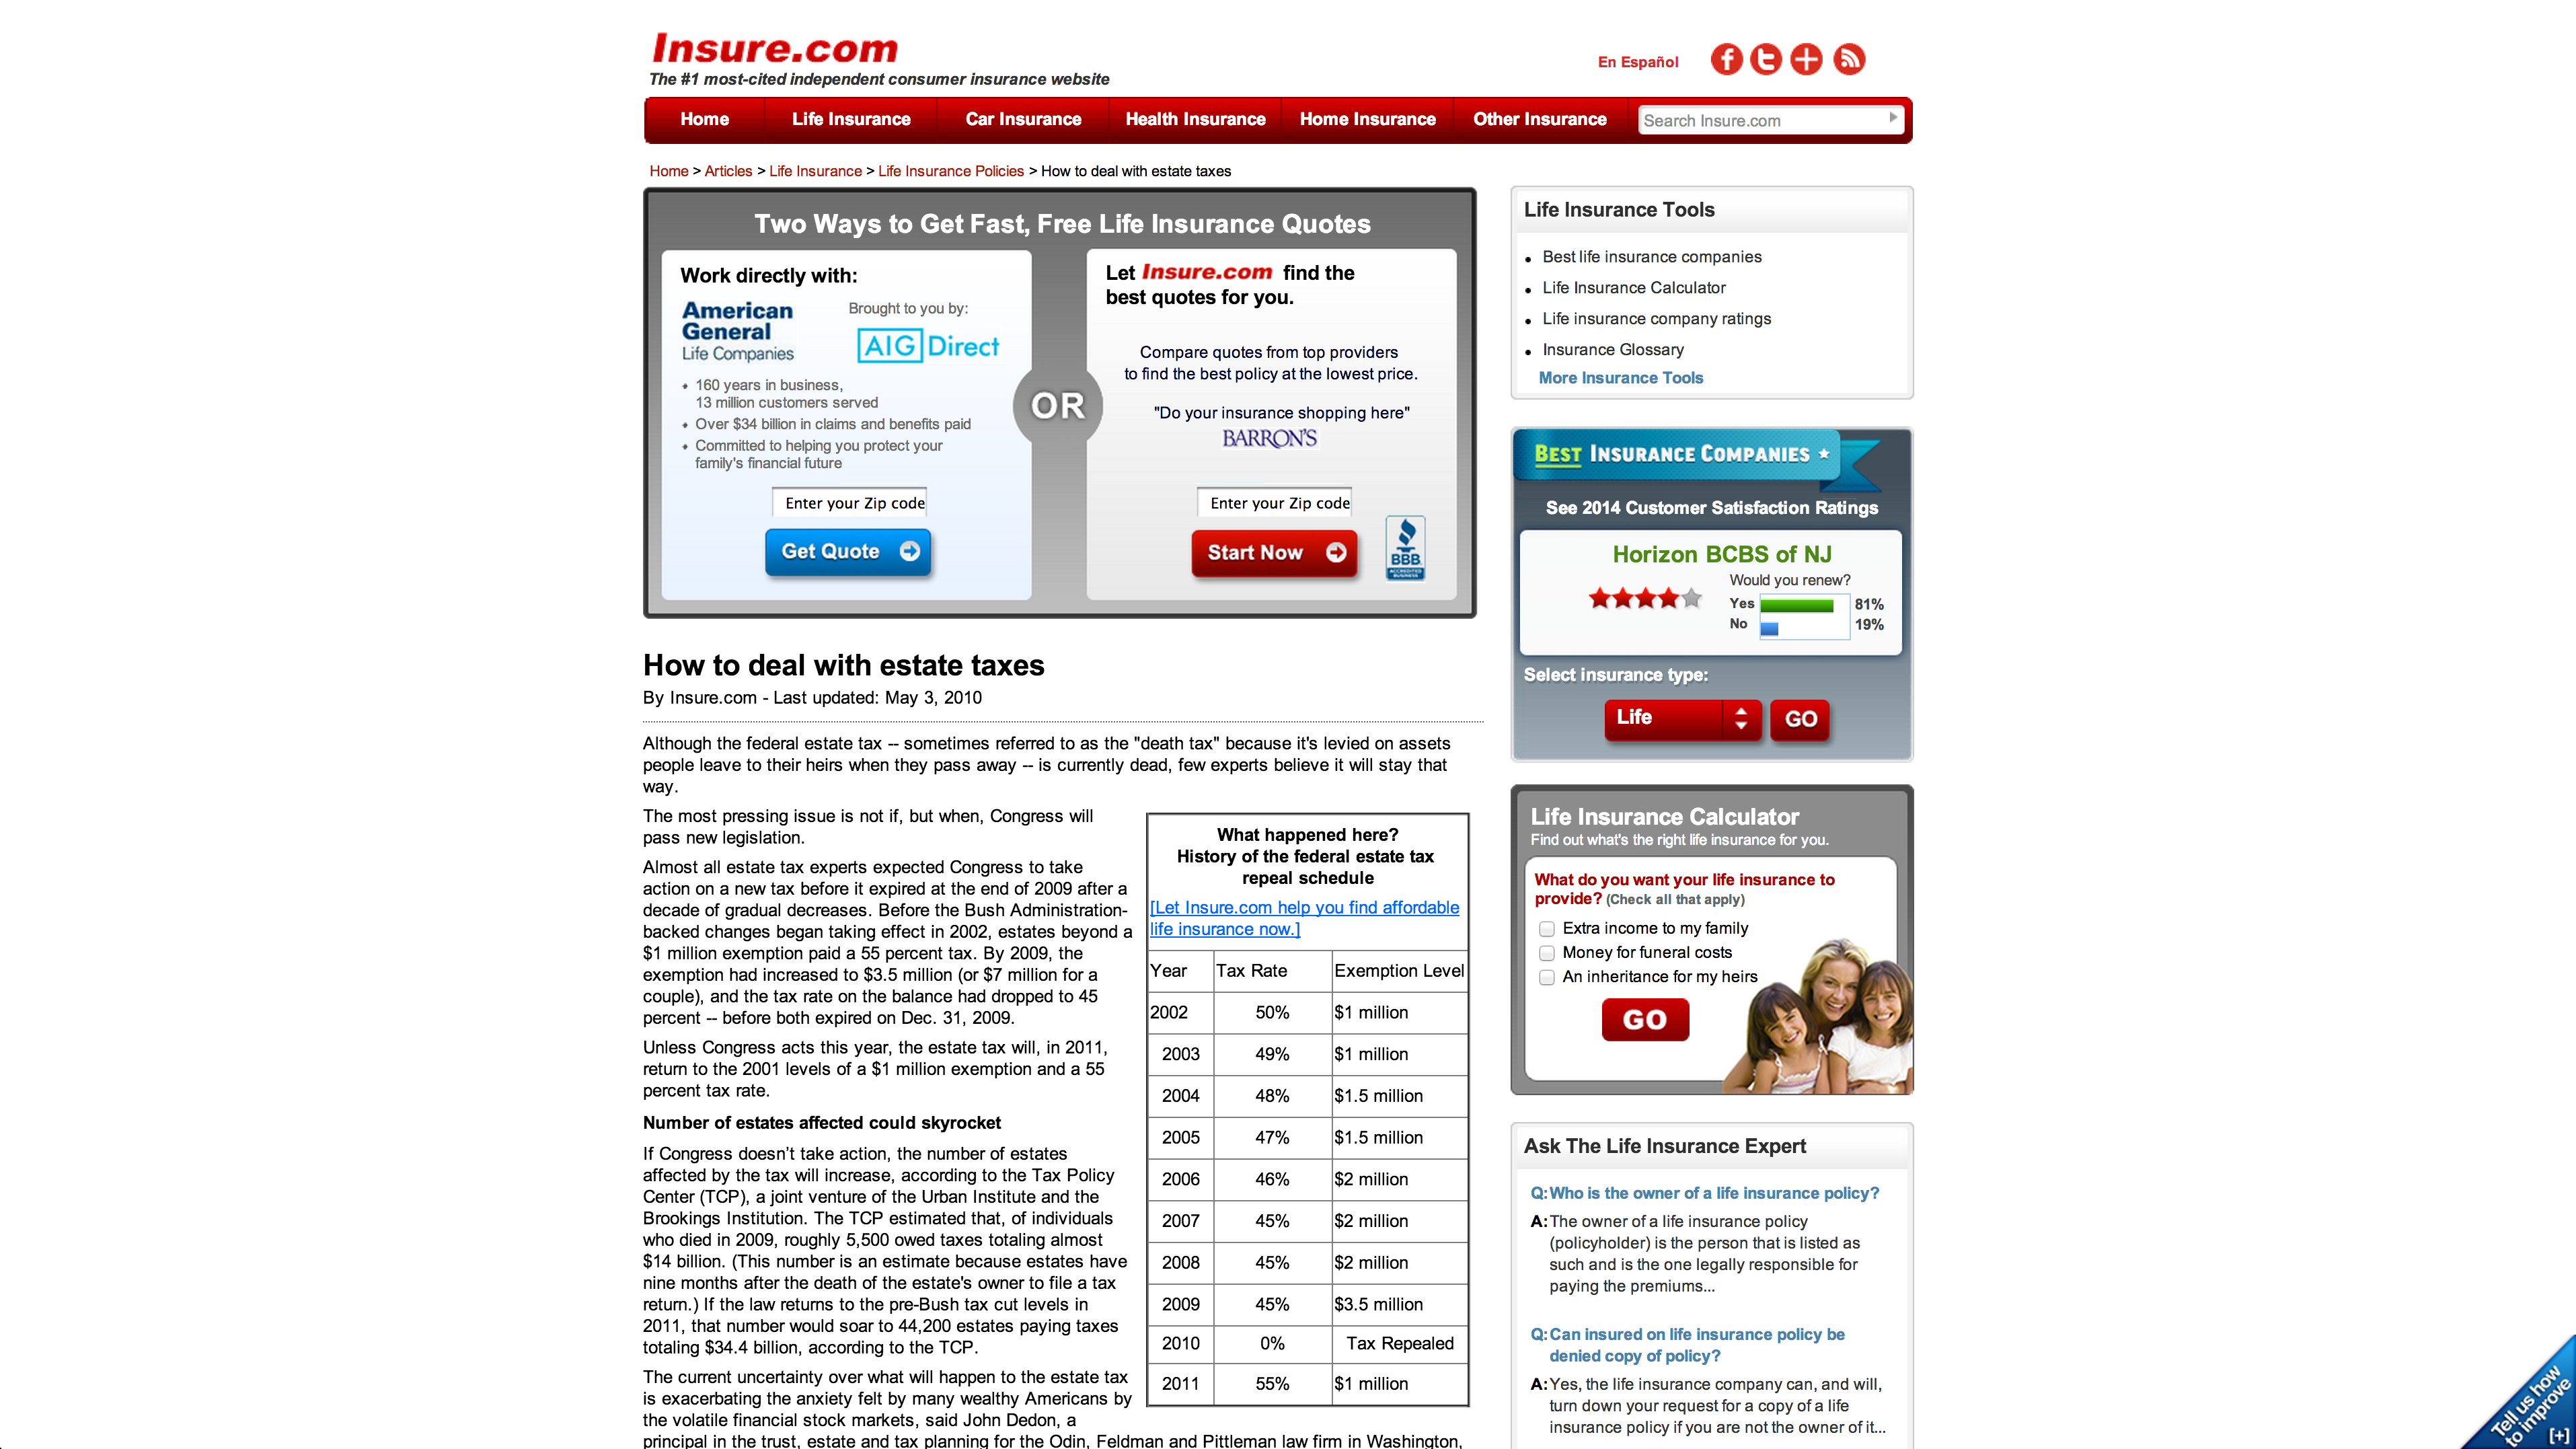 Insure.com
The #1 most-cited independent consumer insurance website
En Español
Home Life Insurance Car Insurance Health Insurance Home Insurance Other Insurance Search Insure.com
Home > Articles > Life Insurance > Life Insurance Policies > How to deal with estate taxes
Two Ways to Get Fast, Free Life Insurance Quotes
Work directly with:
American
General
Life Companies
Brought to you by:
AIG Direct
160 years in business,
13 million customers served
Over $34 billion in claims and benefits paid
Committed to helping you protect your
family's financial future
Enter your Zip code
Get Quote
OR
Let Insure.com find the
best quotes for you.
Compare quotes from top providers
to find the best policy at the lowest price.
"Do your insurance shopping here"
BARRON'S
Enter your Zip code
Start Now
BBB
ACCREDITED
BUSINESS
How to deal with estate taxes
By Insure.com - Last updated: May 3, 2010
Although the federal estate tax -- sometimes referred to as the "death tax" because it's levied on assets
people leave to their heirs when they pass away -- is currently dead, few experts believe it will stay that
way.
The most pressing issue is not if, but when, Congress will
pass new legislation.
Almost all estate tax experts expected Congress to take
action on a new tax before it expired at the end of 2009 after a
decade of gradual decreases. Before the Bush Administration-
backed changes began taking effect in 2002, estates beyond a
$1 million exemption paid a 55 percent tax. By 2009, the
exemption had increased to $3.5 million (or $7 million for a
couple), and the tax rate on the balance had dropped to 45
percent -- before both expired on Dec. 31, 2009.
Unless Congress acts this year, the estate tax will, in 2011,
return to the 2001 levels of a $1 million exemption and a 55
percent tax rate.
Number of estates affected could skyrocket
If Congress doesn’t take action, the number of estates
affected by the tax will increase, according to the Tax Policy
Center (TCP), a joint venture of the Urban Institute and the
Brookings Institution. The TCP estimated that, of individuals
who died in 2009, roughly 5,500 owed taxes totaling almost
$14 billion. (This number is an estimate because estates have
nine months after the death of the estate's owner to file a tax
return.) If the law returns to the pre-Bush tax cut levels in
2011, that number would soar to 44,200 estates paying taxes
totaling $34.4 billion, according to the TCP.
The current uncertainty over what will happen to the estate tax
is exacerbating the anxiety felt by many wealthy Americans by
the volatile financial stock markets, said John Dedon, a
principal in the trust, estate and tax planning for the Odin, Feldman and Pittleman law firm in Washington,
What happened here?
History of the federal estate tax
repeal schedule
[Let Insure.com help you find affordable
life insurance now.]
Year Tax Rate Exemption Level
2002 50% $1 million
2003 49% $1 million
2004 48% $1.5 million
2005 47% $1.5 million
2006 46% $2 million
2007 45% $2 million
2008 45% $2 million
2009 45% $3.5 million
2010 0% Tax Repealed
2011 55% $1 million
Life Insurance Tools
Best life insurance companies
Life Insurance Calculator
Life insurance company ratings
Insurance Glossary
More Insurance Tools
BEST INSURANCE COMPANIES
See 2014 Customer Satisfaction Ratings
Horizon BCBS of NJ
Would you renew?
Yes 81%
No 19%
Select insurance type:
Life GO
Life Insurance Calculator
Find out what's the right life insurance for you.
What do you want your life insurance to
provide? (Check all that apply)
Extra income to my family
Money for funeral costs
An inheritance for my heirs
GO
Ask The Life Insurance Expert
Q: Who is the owner of a life insurance policy?
A: The owner of a life insurance policy
(policyholder) is the person that is listed as
such and is the one legally responsible for
paying the premiums...
Q: Can insured on life insurance policy be
denied copy of policy?
A: Yes, the life insurance company can, and will,
turn down your request for a copy of a life
insurance policy if you are not the owner of it...
Tell us how
to improve
[+]